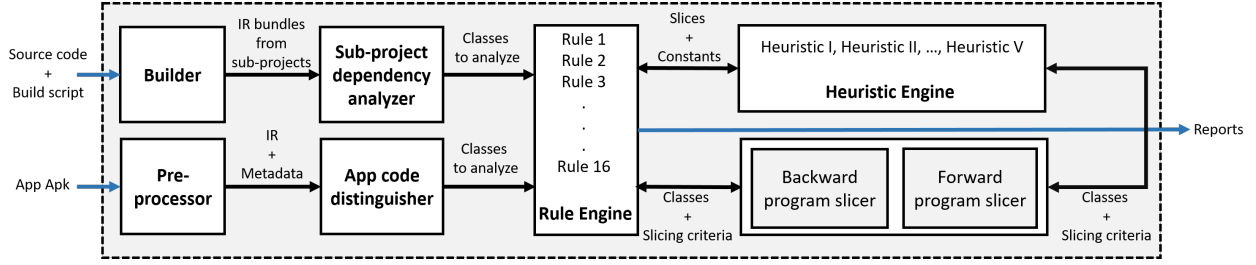 Source code
+
Build script
Builder
IR bundles
from
sub-projects
Sub-project
dependency
analyzer
Classes
to analyze
App Apk
Pre-
processor
IR
+
Metadata
App code
distinguisher
Classes
to analyze
Rule 1
Rule 2
Rule 3
.
.
.
Rule 16
Rule Engine
Slices
+
Constants
Heuristic I, Heuristic II, ..., Heuristic V
Heuristic Engine
Classes
+
Slicing criteria
Backward
program slicer
Forward
program slicer
Classes
+
Slicing criteria
Reports